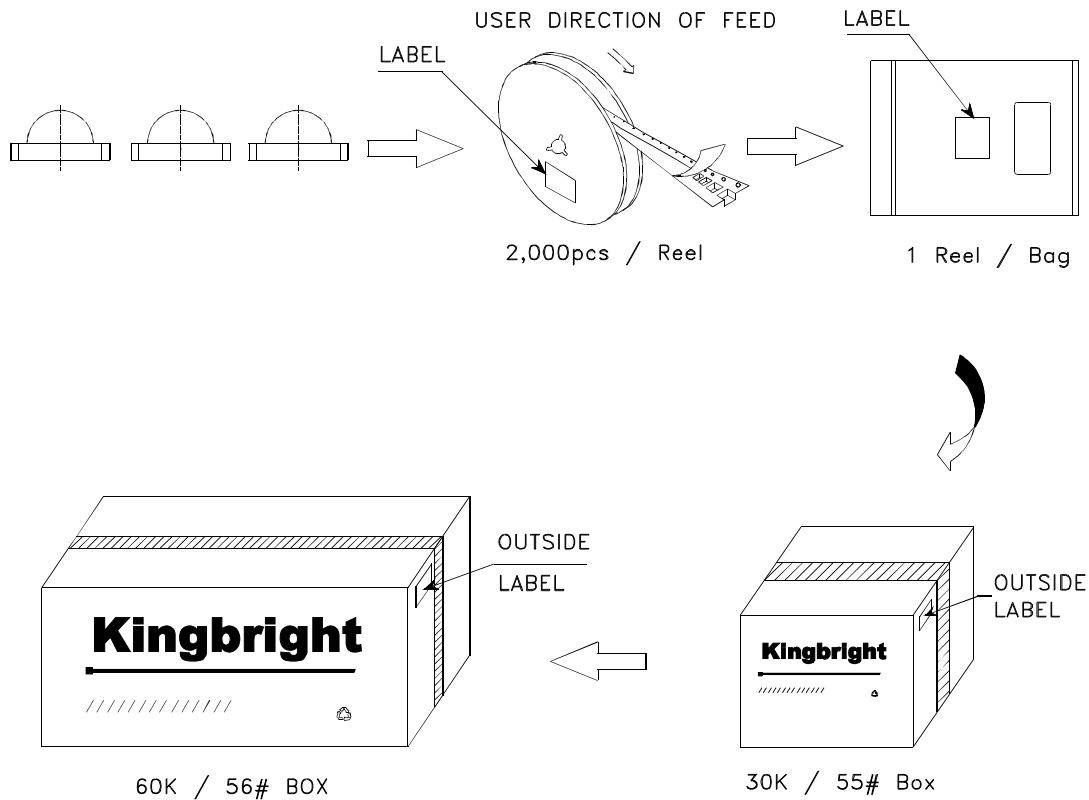 USER DIRECTION OF FEED
LABEL
LABEL
2,000pcs / Reel
1 Reel / Bag
OUTSIDE
LABEL
OUTSIDE
LABEL
Kingbright
Kingbright
60K / 56# BOX
30K / 55# Box